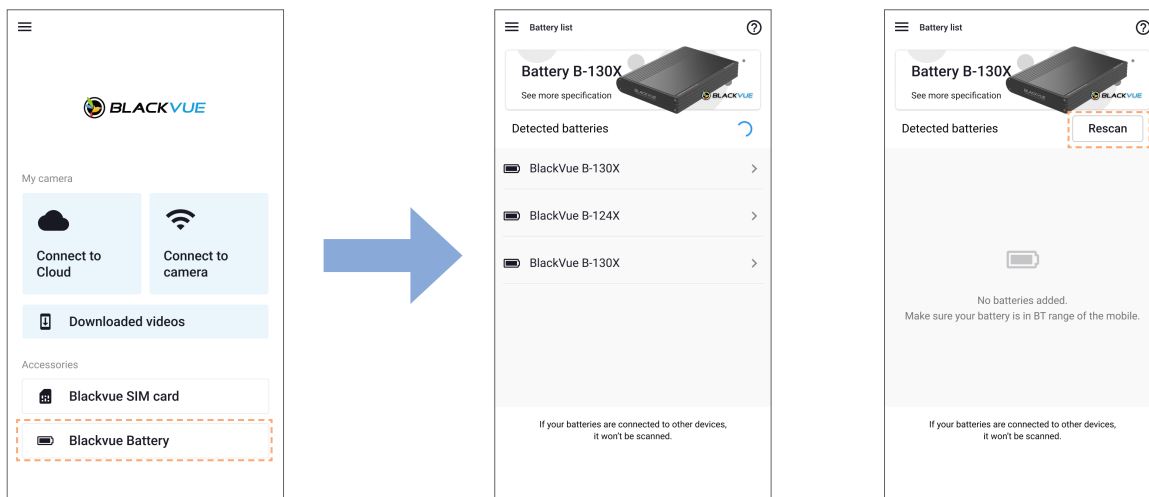 BLACKVUE
My camera
Connect to
Cloud
Connect to
camera
Downloaded videos
Accessories
Blackvue SIM card
Blackvue Battery
Battery list
Battery B-130X
See more specification
BLACKVUE
Detected batteries
BlackVue B-130X
BlackVue B-124X
BlackVue B-130X
If your batteries are connected to other devices,
it won't be scanned.
Battery list
Battery B-130X
See more specification
BLACKVUE
Detected batteries
Rescan
No batteries added.
Make sure your battery is in BT range of the mobile.
If your batteries are connected to other devices,
it won't be scanned.